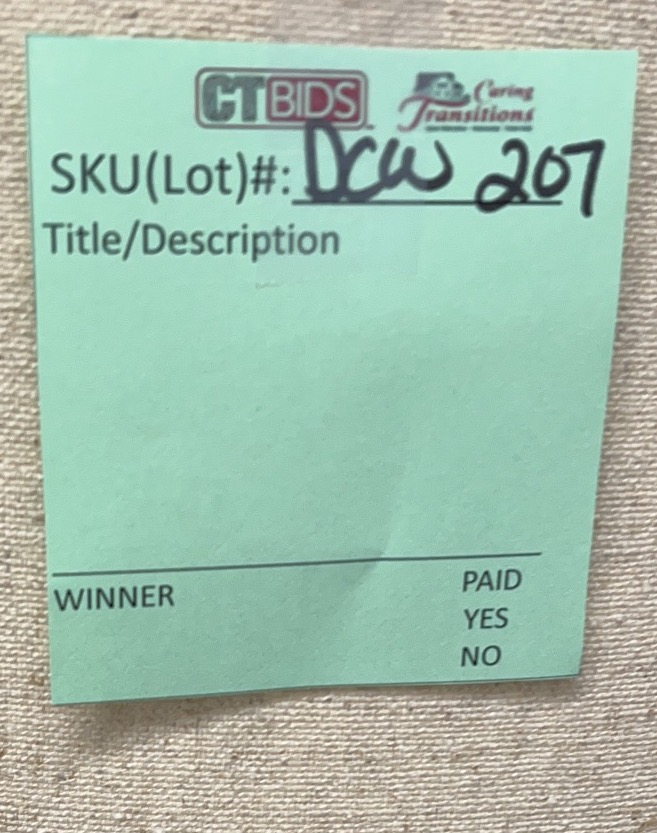 CTBIDS Caring Transitions
SKU(Lot)#: DCW 207
Title/Description
WINNER PAID
YES
NO